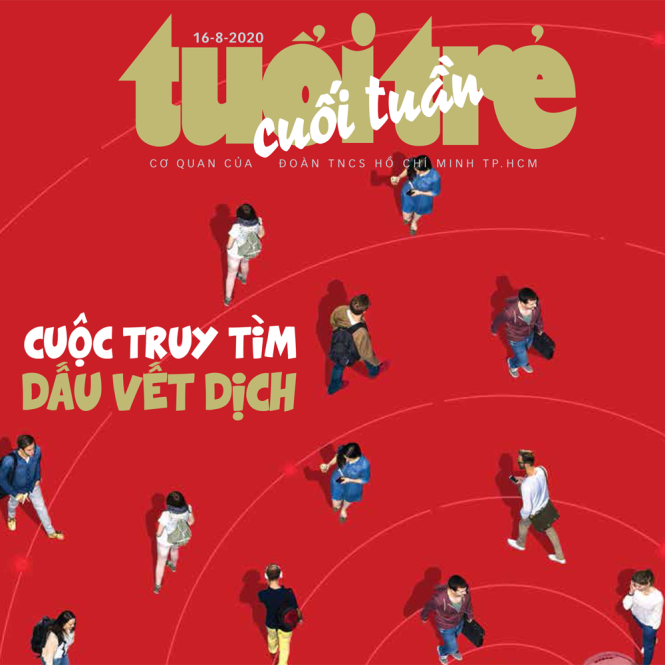 16-8-2020
tuổi trẻ
cuối tuần
CƠ QUAN CỦA ĐOÀN TNCS HỒ CHÍ MINH TP.HCM
CUỘC TRUY TÌM
DẤU VẾT DỊCH